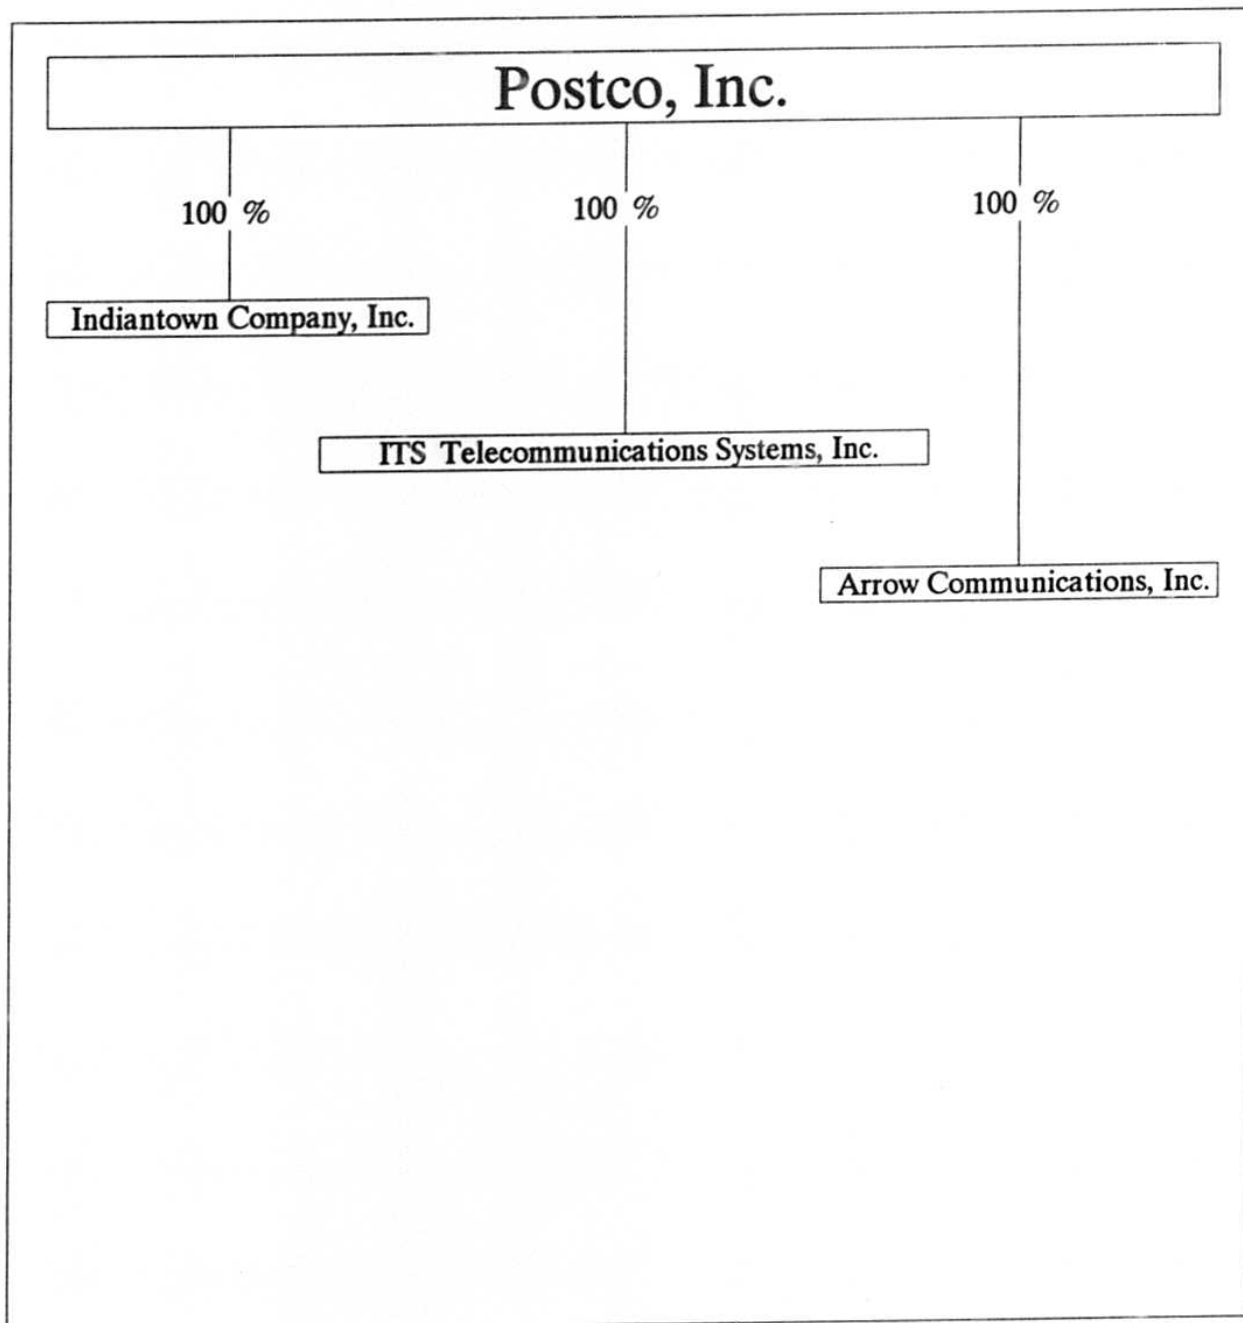 Postco, Inc.
100 % 100 % 100 %
Indiantown Company, Inc.
ITS Telecommunications Systems, Inc.
Arrow Communications, Inc.